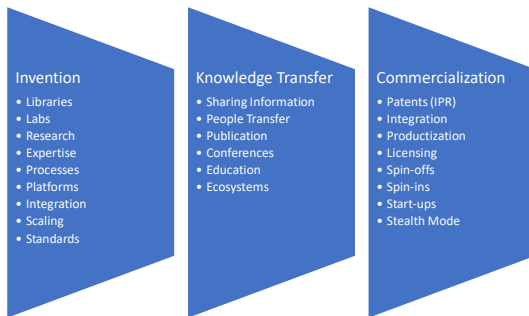 Invention
• Libraries
• Labs
• Research
• Expertise
• Processes
• Platforms
• Integration
• Scaling
• Standards
Knowledge Transfer
• Sharing Information
• People Transfer
• Publication
• Conferences
• Education
• Ecosystems
Commercialization
• Patents (IPR)
• Integration
• Productization
• Licensing
• Spin-offs
• Spin-ins
• Start-ups
• Stealth Mode